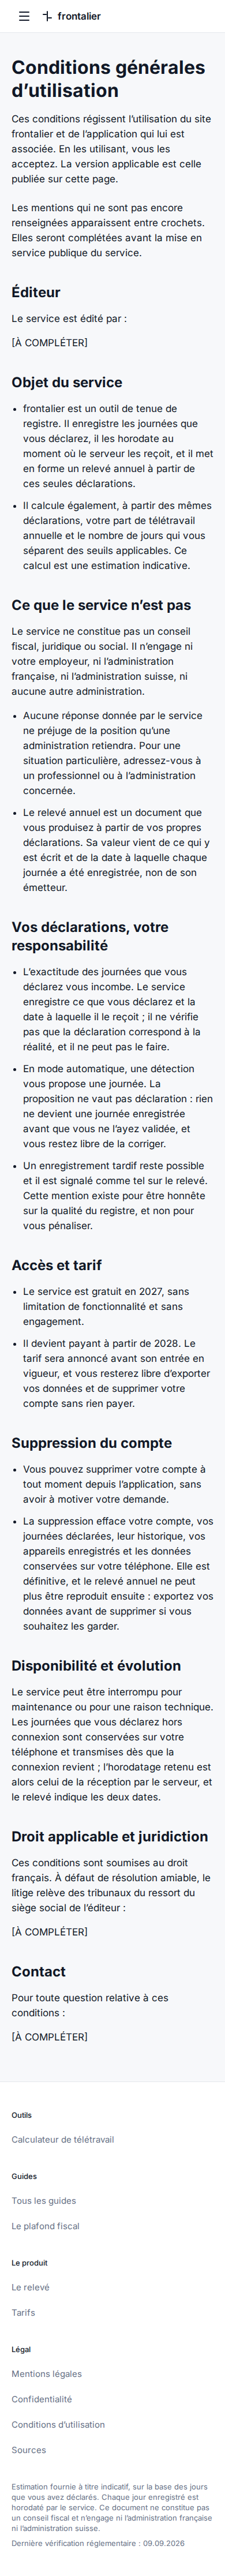 frontalier
Conditions générales
d’utilisation
Ces conditions régissent l’utilisation du site
frontalier et de l’application qui lui est
associée. En les utilisant, vous les
acceptez. La version applicable est celle
publiée sur cette page.
Les mentions qui ne sont pas encore
renseignées apparaissent entre crochets.
Elles seront complétées avant la mise en
service publique du service.
Éditeur
Le service est édité par :
[À COMPLÉTER]
Objet du service
• frontalier est un outil de tenue de
registre. Il enregistre les journées que
vous déclarez, il les horodate au
moment où le serveur les reçoit, et il met
en forme un relevé annuel à partir de
ces seules déclarations.
• Il calcule également, à partir des mêmes
déclarations, votre part de télétravail
annuelle et le nombre de jours qui vous
séparent des seuils applicables. Ce
calcul est une estimation indicative.
Ce que le service n’est pas
Le service ne constitue pas un conseil
fiscal, juridique ou social. Il n’engage ni
votre employeur, ni l’administration
française, ni l’administration suisse, ni
aucune autre administration.
• Aucune réponse donnée par le service
ne préjuge de la position qu’une
administration retiendra. Pour une
situation particulière, adressez-vous à
un professionnel ou à l’administration
concernée.
• Le relevé annuel est un document que
vous produisez à partir de vos propres
déclarations. Sa valeur vient de ce qui y
est écrit et de la date à laquelle chaque
journée a été enregistrée, non de son
émetteur.
Vos déclarations, votre
responsabilité
• L’exactitude des journées que vous
déclarez vous incombe. Le service
enregistre ce que vous déclarez et la
date à laquelle il le reçoit ; il ne vérifie
pas que la déclaration correspond à la
réalité, et il ne peut pas le faire.
• En mode automatique, une détection
vous propose une journée. La
proposition ne vaut pas déclaration : rien
ne devient une journée enregistrée
avant que vous ne l’ayez validée, et
vous restez libre de la corriger.
• Un enregistrement tardif reste possible
et il est signalé comme tel sur le relevé.
Cette mention existe pour être honnête
sur la qualité du registre, et non pour
vous pénaliser.
Accès et tarif
• Le service est gratuit en 2027, sans
limitation de fonctionnalité et sans
engagement.
• Il devient payant à partir de 2028. Le
tarif sera annoncé avant son entrée en
vigueur, et vous resterez libre d’exporter
vos données et de supprimer votre
compte sans rien payer.
Suppression du compte
• Vous pouvez supprimer votre compte à
tout moment depuis l’application, sans
avoir à motiver votre demande.
• La suppression efface votre compte, vos
journées déclarées, leur historique, vos
appareils enregistrés et les données
conservées sur votre téléphone. Elle est
définitive, et le relevé annuel ne peut
plus être reproduit ensuite : exportez vos
données avant de supprimer si vous
souhaitez les garder.
Disponibilité et évolution
Le service peut être interrompu pour
maintenance ou pour une raison technique.
Les journées que vous déclarez hors
connexion sont conservées sur votre
téléphone et transmises dès que la
connexion revient ; l’horodatage retenu est
alors celui de la réception par le serveur, et
le relevé indique les deux dates.
Droit applicable et juridiction
Ces conditions sont soumises au droit
français. À défaut de résolution amiable, le
litige relève des tribunaux du ressort du
siège social de l’éditeur :
[À COMPLÉTER]
Contact
Pour toute question relative à ces
conditions :
[À COMPLÉTER]
Outils
Calculateur de télétravail
Guides
Tous les guides
Le plafond fiscal
Le produit
Le relevé
Tarifs
Légal
Mentions légales
Confidentialité
Conditions d’utilisation
Sources
Estimation fournie à titre indicatif, sur la base des jours
que vous avez déclarés. Chaque jour enregistré est
horodaté par le service. Ce document ne constitue pas
un conseil fiscal et n’engage ni l’administration française
ni l’administration suisse.
Dernière vérification réglementaire : 09.09.2026